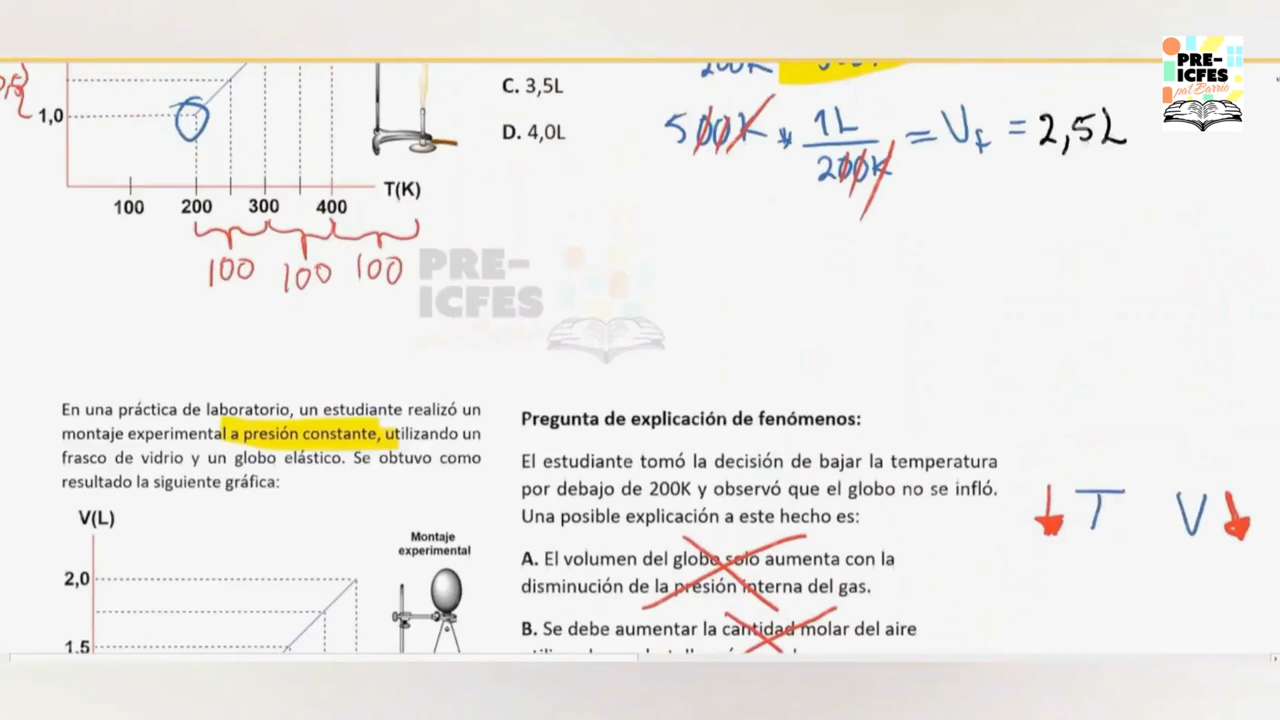 PRE-
ICFES
pal Barrio
200K
C. 3,5L
D. 4,0L
1,0
500K * 1L / 200K = Vf = 2,5L
T(K)
100 200 300 400
100 100 100
PRE-
ICFES
En una práctica de laboratorio, un estudiante realizó un
montaje experimental a presión constante, utilizando un
frasco de vidrio y un globo elástico. Se obtuvo como
resultado la siguiente gráfica:
V(L)
2,0
1.5
Montaje
experimental
Pregunta de explicación de fenómenos:
El estudiante tomó la decisión de bajar la temperatura
por debajo de 200K y observó que el globo no se infló.
Una posible explicación a este hecho es:
A. El volumen del globo solo aumenta con la
disminución de la presión interna del gas.
B. Se debe aumentar la cantidad molar del aire
↓ T V ↓